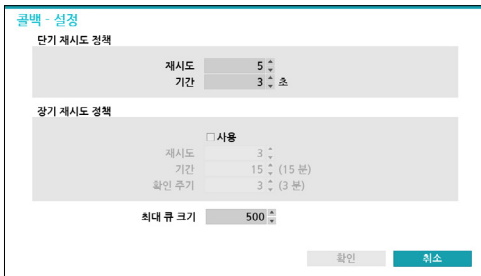 콜백 - 설정
단기 재시도 정책
재시도 5
기간 3 초
장기 재시도 정책
사용
재시도 3
기간 15 (15 분)
확인 주기 3 (3 분)
최대 큐 크기 500
확인 취소